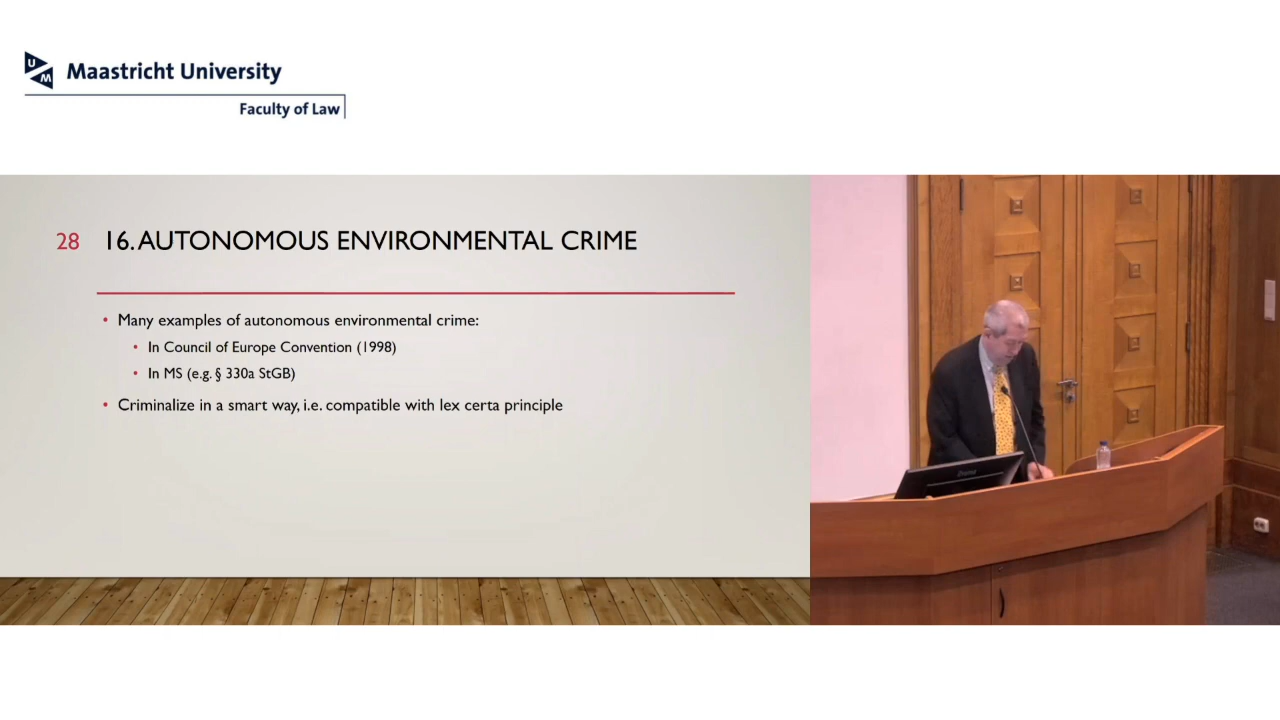 UM
Maastricht University
Faculty of Law
28 16. AUTONOMOUS ENVIRONMENTAL CRIME
• Many examples of autonomous environmental crime:
• In Council of Europe Convention (1998)
• In MS (e.g. § 330a StGB)
• Criminalize in a smart way, i.e. compatible with lex certa principle